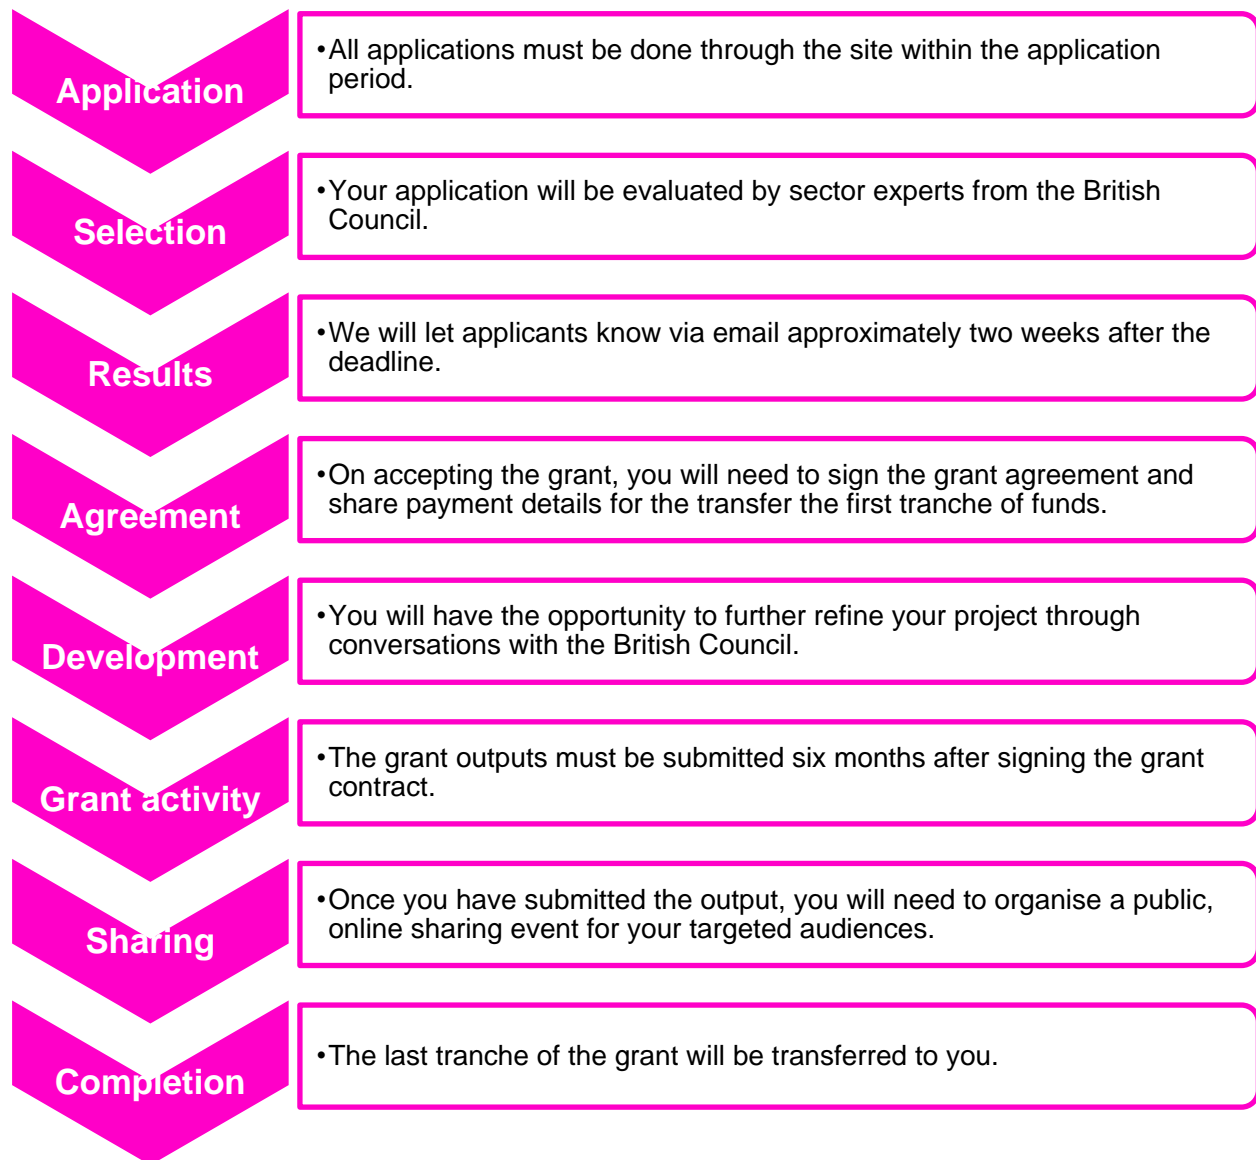 Application
•All applications must be done through the site within the application
period.
Selection
•Your application will be evaluated by sector experts from the British
Council.
Results
•We will let applicants know via email approximately two weeks after the
deadline.
Agreement
•On accepting the grant, you will need to sign the grant agreement and
share payment details for the transfer the first tranche of funds.
Development
•You will have the opportunity to further refine your project through
conversations with the British Council.
Grant activity
•The grant outputs must be submitted six months after signing the grant
contract.
Sharing
•Once you have submitted the output, you will need to organise a public,
online sharing event for your targeted audiences.
Completion
•The last tranche of the grant will be transferred to you.